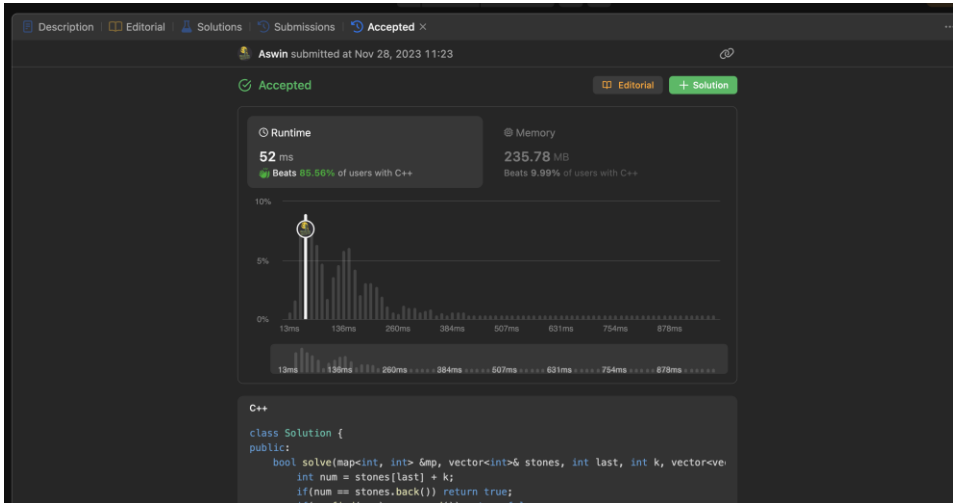 Description Editorial Solutions Submissions Accepted ×
Aswin submitted at Nov 28, 2023 11:23
Accepted
Editorial + Solution
Runtime
Memory
52 ms
235.78 MB
Beats 85.56% of users with C++
Beats 9.99% of users with C++
10%
5%
0%
13ms 136ms 260ms 384ms 507ms 631ms 754ms 878ms
13ms 136ms 260ms 384ms 507ms 631ms 754ms 878ms
C++
class Solution {
public:
bool solve(map<int, int> &mp, vector<int>& stones, int last, int k, vector<ve
int num = stones[last] + k;
if(num == stones.back()) return true;